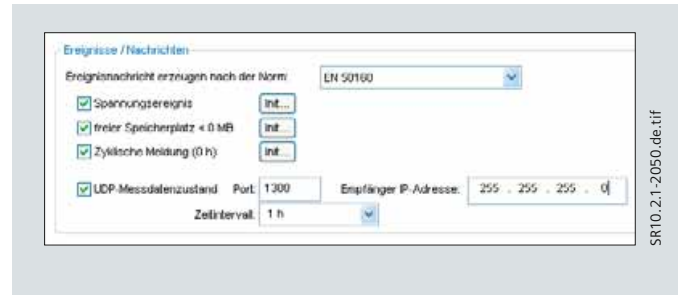 Ereignisse / Nachrichten
Ereignisnachricht erzeugen nach der Norm: EN 50160
Spannungsereignis Init...
freier Speicherplatz < 0 MB Init...
Zyklische Meldung (0 h) Init...
UDP-Messdatenzustand Port: 1300 Empfänger IP-Adresse: 255 . 255 . 255 . 0
Zeitintervall: 1 h
SR10.2.1-2050.de.tif